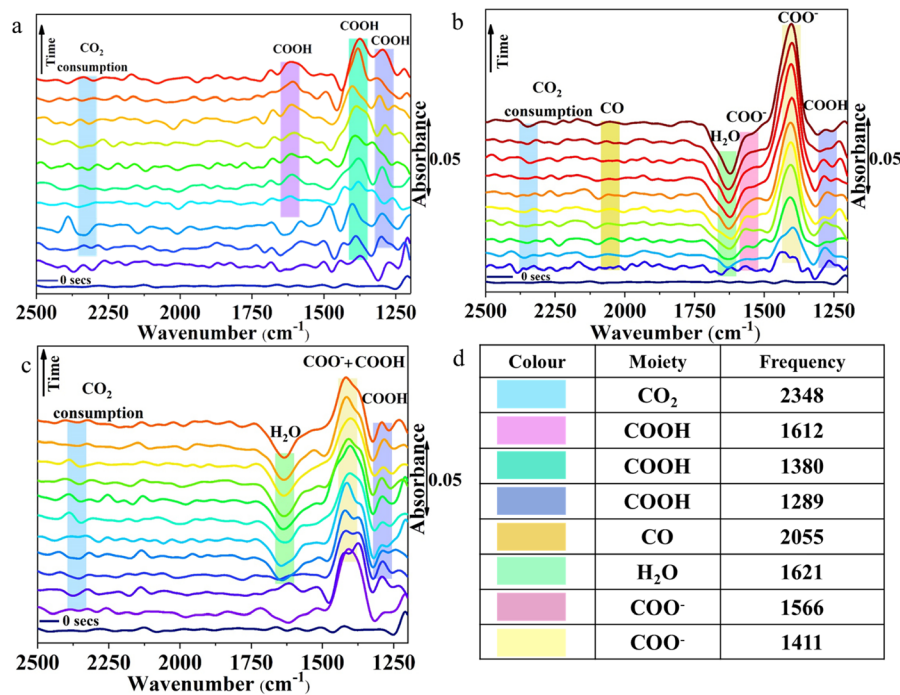 a
Time
CO2
consumption
COOH
COOH
COOH
Absorbance
0.05
0 secs
2500 2250 2000 1750 1500 1250
Wavenumber (cm-1)
b
Time
CO2
consumption
CO
H2O
COO-
COO-
COOH
Absorbance
0.05
0 secs
2500 2250 2000 1750 1500 1250
Waveumber (cm-1)
c
Time
CO2
consumption
H2O
COO-+ COOH
COOH
Absorbance
0.05
0 secs
2500 2250 2000 1750 1500 1250
Wavenumber (cm-1)
d
Colour Moiety Frequency
CO2 2348
COOH 1612
COOH 1380
COOH 1289
CO 2055
H2O 1621
COO- 1566
COO- 1411